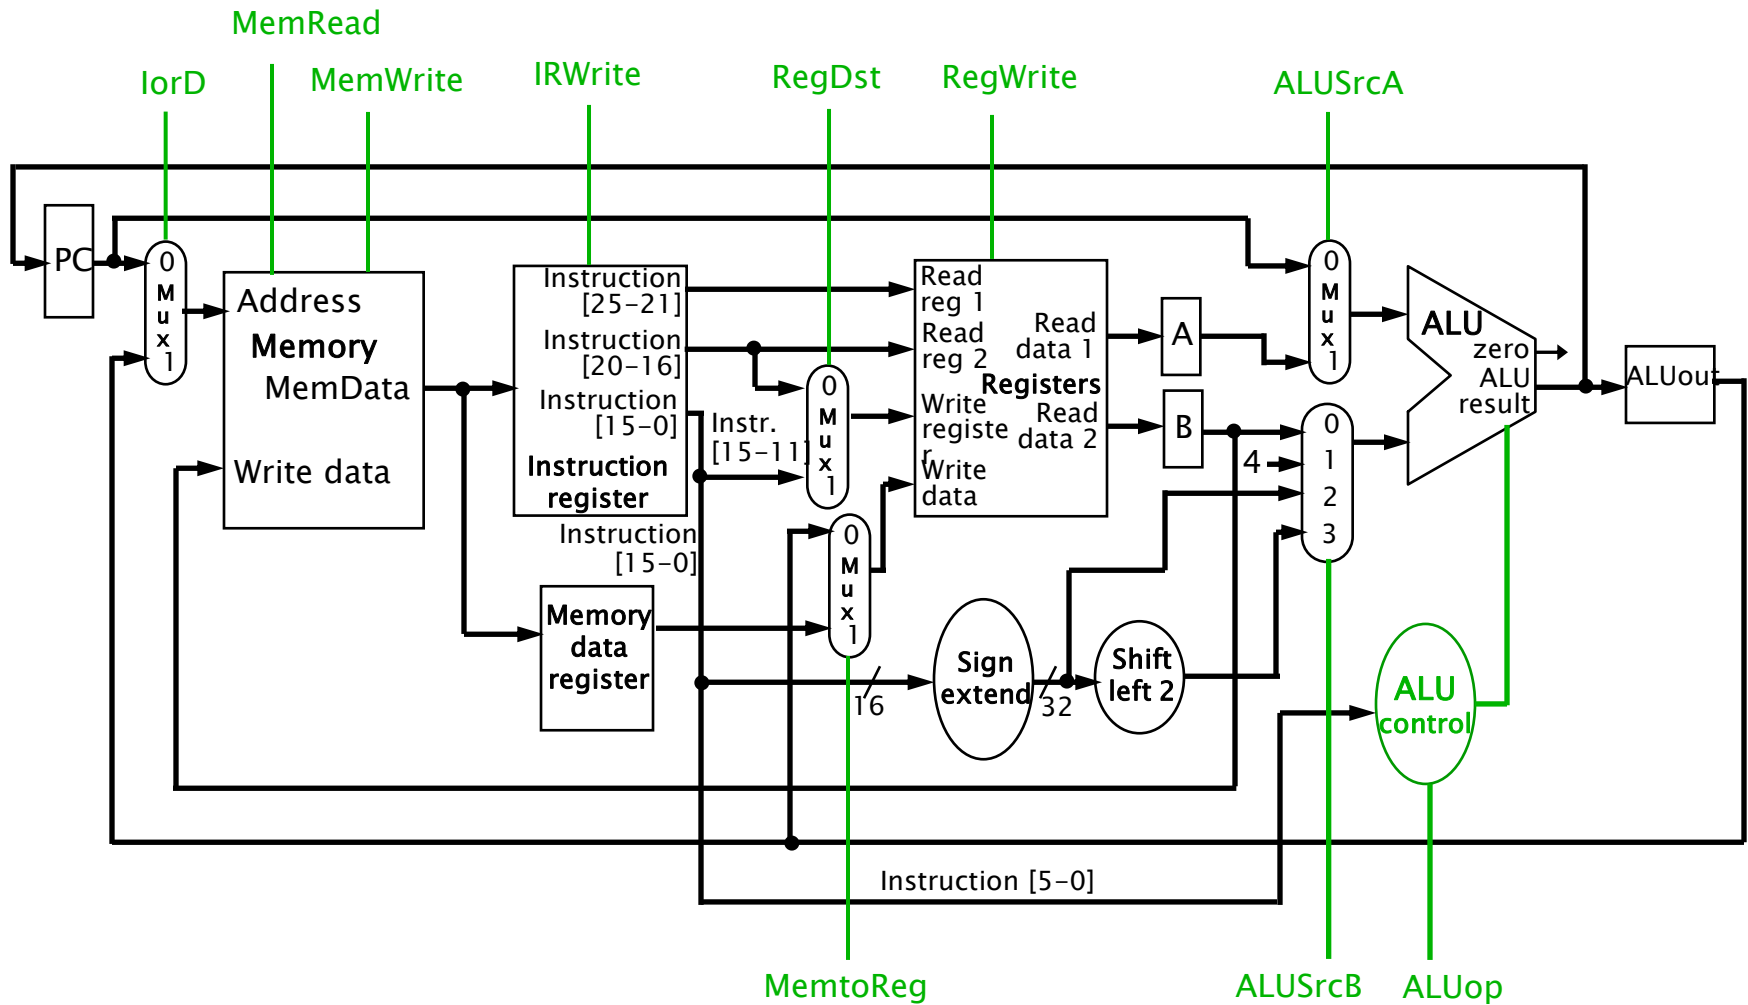 MemRead
IorD
MemWrite
IRWrite
RegDst
RegWrite
ALUSrcA
PC
0
M
u
x
1
Address
Memory
MemData
Write data
Instruction
[25-21]
Instruction
[20-16]
Instruction
[15-0]
Instruction
register
Instr.
[15-11]
0
M
u
x
1
Read
reg 1
Read
reg 2
Registers
Write
registe
r
Write
data
Read
data 1
Read
data 2
A
B
0
M
u
x
1
4
0
1
2
3
ALU
zero
ALU
result
ALUout
Instruction
[15-0]
Memory
data
register
0
M
u
x
1
16
Sign
extend
32
Shift
left 2
ALU
control
Instruction [5-0]
MemtoReg
ALUSrcB
ALUop